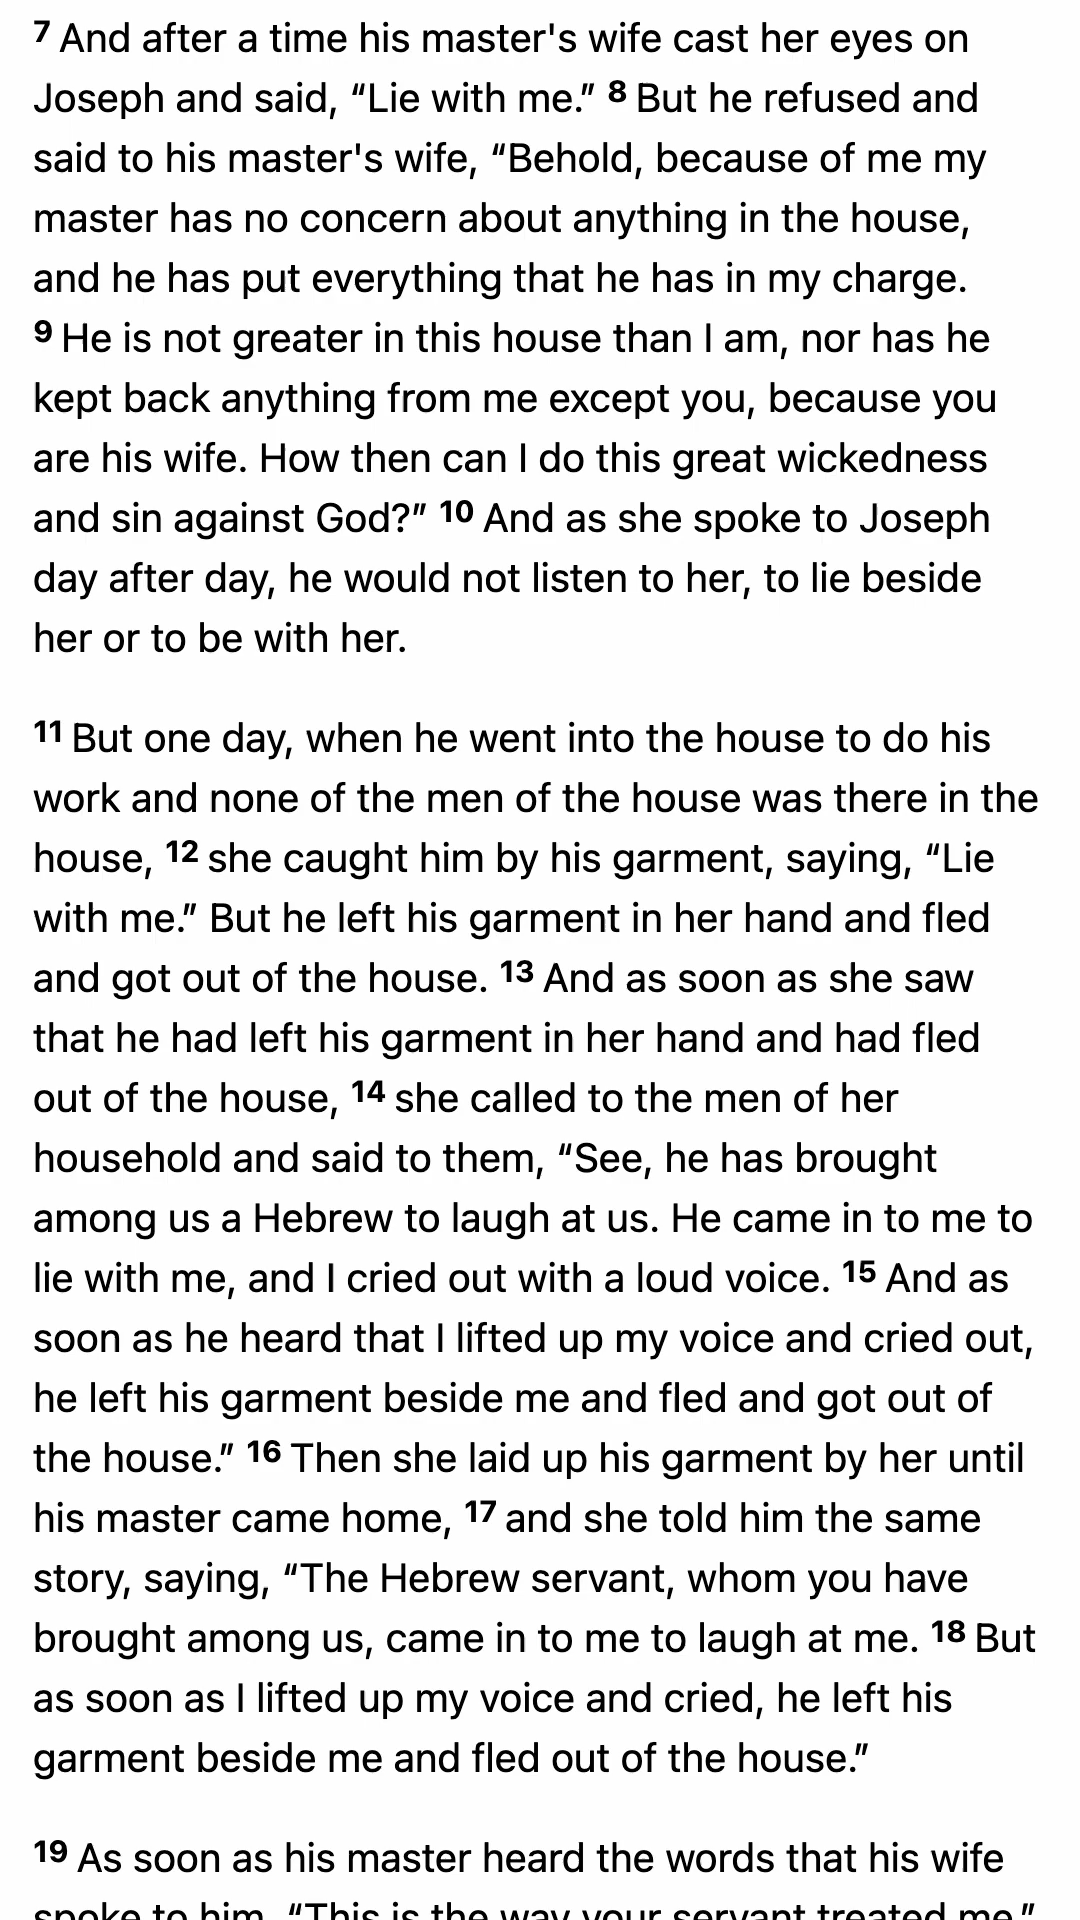 7 And after a time his master's wife cast her eyes on
Joseph and said, “Lie with me.” 8 But he refused and
said to his master's wife, “Behold, because of me my
master has no concern about anything in the house,
and he has put everything that he has in my charge.
9 He is not greater in this house than I am, nor has he
kept back anything from me except you, because you
are his wife. How then can I do this great wickedness
and sin against God?” 10 And as she spoke to Joseph
day after day, he would not listen to her, to lie beside
her or to be with her.
11 But one day, when he went into the house to do his
work and none of the men of the house was there in the
house, 12 she caught him by his garment, saying, “Lie
with me.” But he left his garment in her hand and fled
and got out of the house. 13 And as soon as she saw
that he had left his garment in her hand and had fled
out of the house, 14 she called to the men of her
household and said to them, “See, he has brought
among us a Hebrew to laugh at us. He came in to me to
lie with me, and I cried out with a loud voice. 15 And as
soon as he heard that I lifted up my voice and cried out,
he left his garment beside me and fled and got out of
the house.” 16 Then she laid up his garment by her until
his master came home, 17 and she told him the same
story, saying, “The Hebrew servant, whom you have
brought among us, came in to me to laugh at me. 18 But
as soon as I lifted up my voice and cried, he left his
garment beside me and fled out of the house.”
19 As soon as his master heard the words that his wife
spoke to him, “This is the way your servant treated me,”